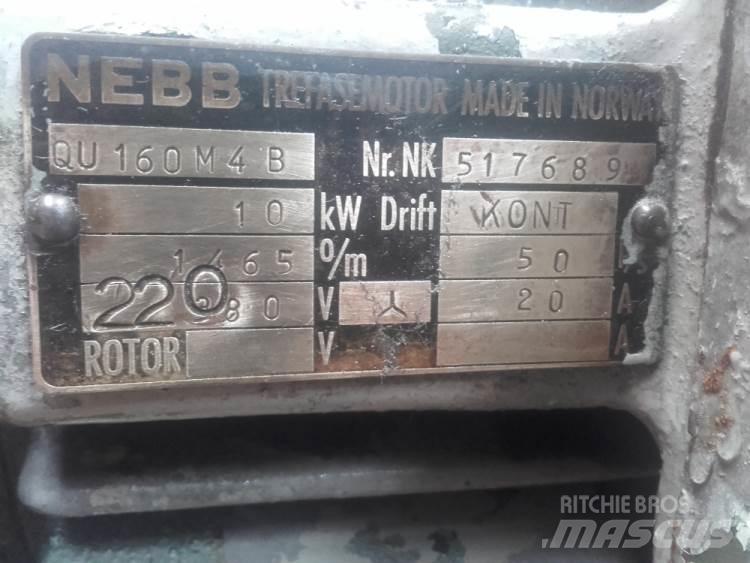 NEBB TREFASEMOTOR MADE IN NORWAY
QU 160 M 4 B Nr. NK 517689
10 kW Drift KONT
1465 o/m 50
220 380 V 20 A
ROTOR V A
RITCHIE BROS.
MASCUS